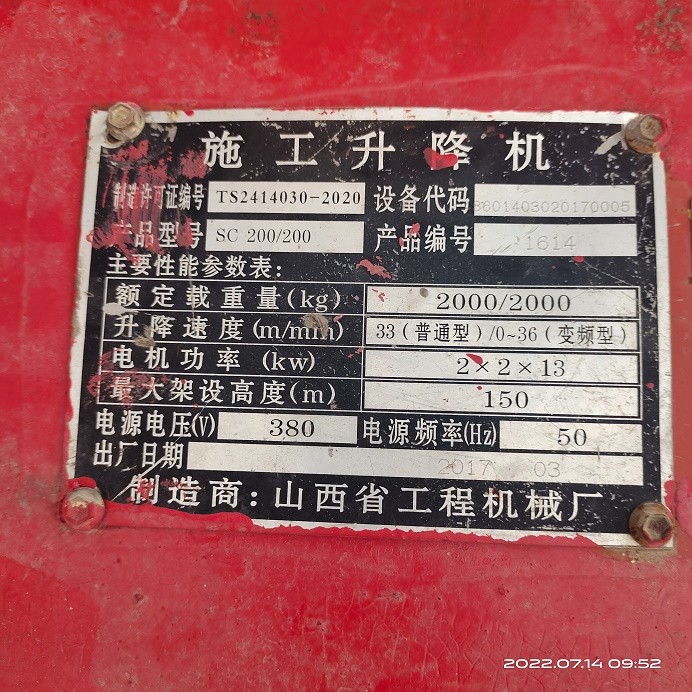 施工升降机
制造许可证编号 TS2414030-2020 设备代码 3601403020170005
产品型号 SC 200/200 产品编号 1614
主要性能参数表:
额定载重量(kg) 2000/2000
升降速度(m/min) 33(普通型)/0~36(变频型)
电机功率(kw) 2×2×13
最大架设高度(m) 150
电源电压(V) 380 电源频率(Hz) 50
出厂日期 2017 03
制造商:山西省工程机械厂
2022.07.14 09:52